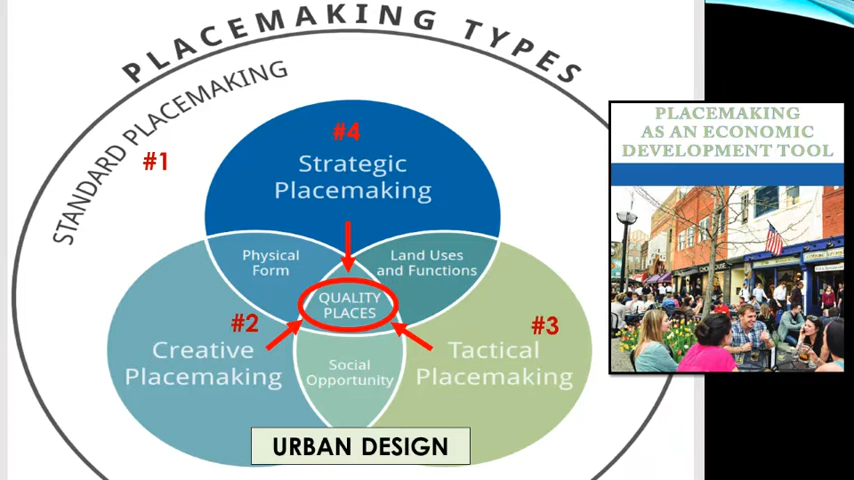 PLACEMAKING TYPES
STANDARD PLACEMAKING
#1
#4
Strategic
Placemaking
Physical
Form
Land Uses
and Functions
QUALITY
PLACES
#2
Creative
Placemaking
#3
Tactical
Placemaking
Social
Opportunity
URBAN DESIGN
PLACEMAKING
AS AN ECONOMIC
DEVELOPMENT TOOL